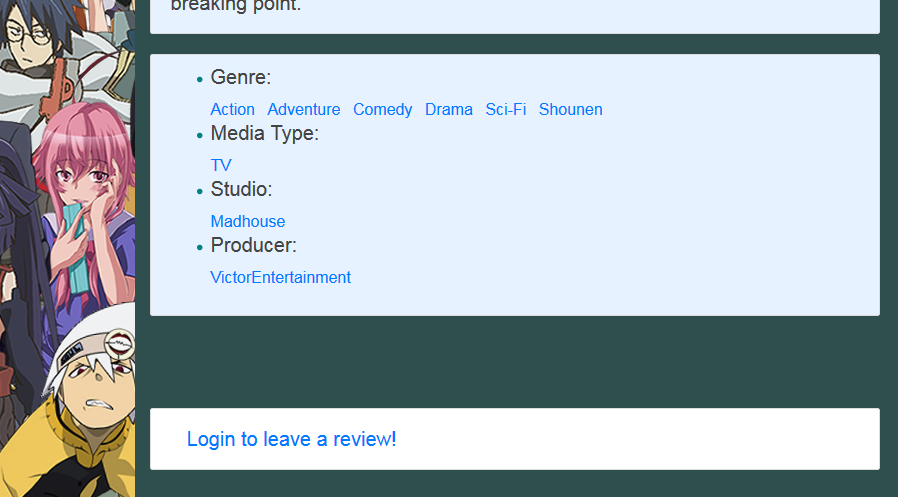 breaking point.
Genre:
Action Adventure Comedy Drama Sci-Fi Shounen
Media Type:
TV
Studio:
Madhouse
Producer:
VictorEntertainment
Login to leave a review!